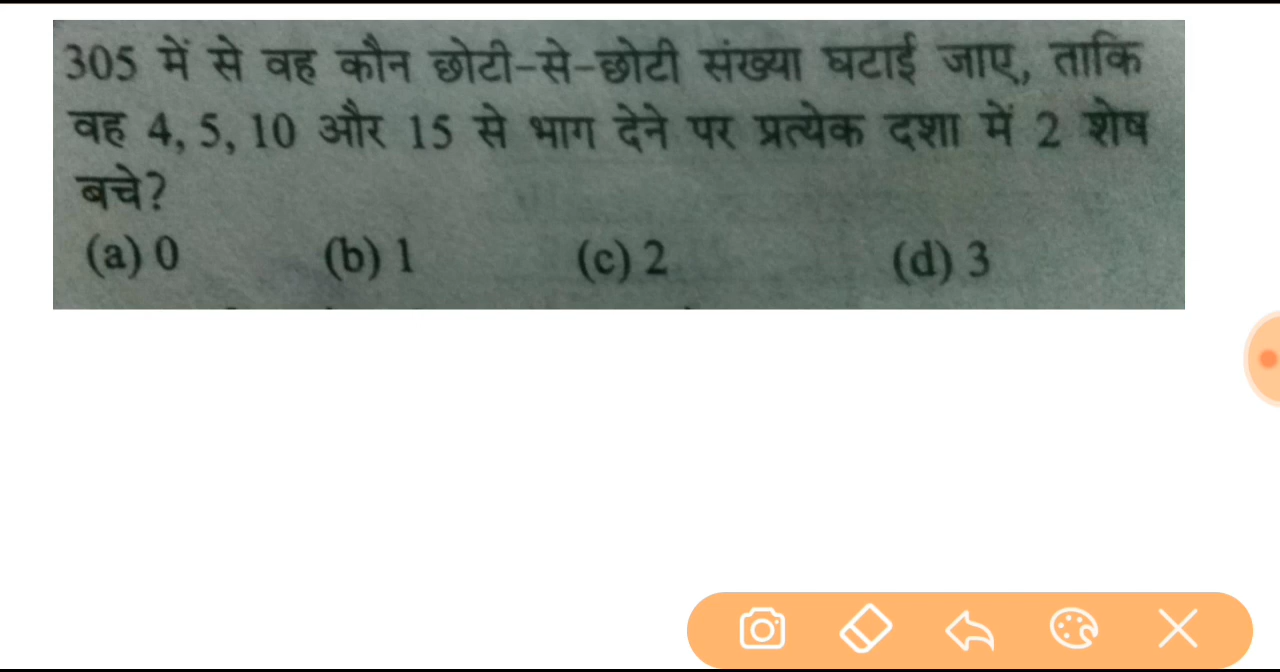 305 में से वह कौन छोटी-से-छोटी संख्या घटाई जाए, ताकि
वह 4, 5, 10 और 15 से भाग देने पर प्रत्येक दशा में 2 शेष
बचे?
(a) 0 (b) 1 (c) 2 (d) 3